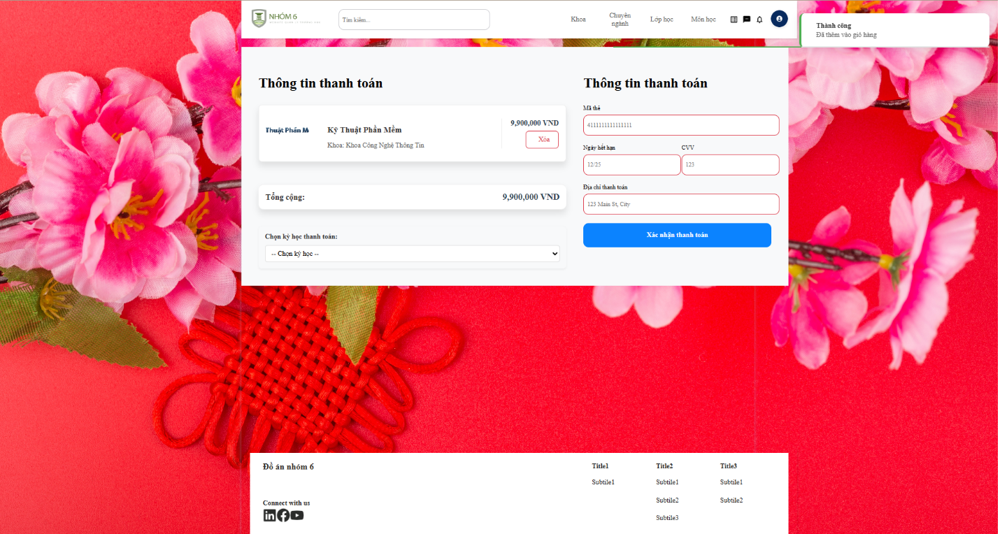 NHÓM 6
Tìm kiếm...
Khoa
Chuyên
ngành
Lớp học
Môn học
Thành công
Đã thêm vào giỏ hàng
Thông tin thanh toán
Thuật Phần Mề
Kỹ Thuật Phần Mềm
Khoa: Khoa Công Nghệ Thông Tin
9,900,000 VND
Xóa
Tổng cộng:
9,900,000 VND
Chọn kỳ học thanh toán:
-- Chọn kỳ học --
Thông tin thanh toán
Mã thẻ
4111111111111111
Ngày hết hạn
CVV
12/25
123
Địa chỉ thanh toán
123 Main St, City
Xác nhận thanh toán
Đồ án nhóm 6
Connect with us
Title1
Subtile1
Title2
Subtile1
Subtile2
Subtile3
Title3
Subtile1
Subtile2